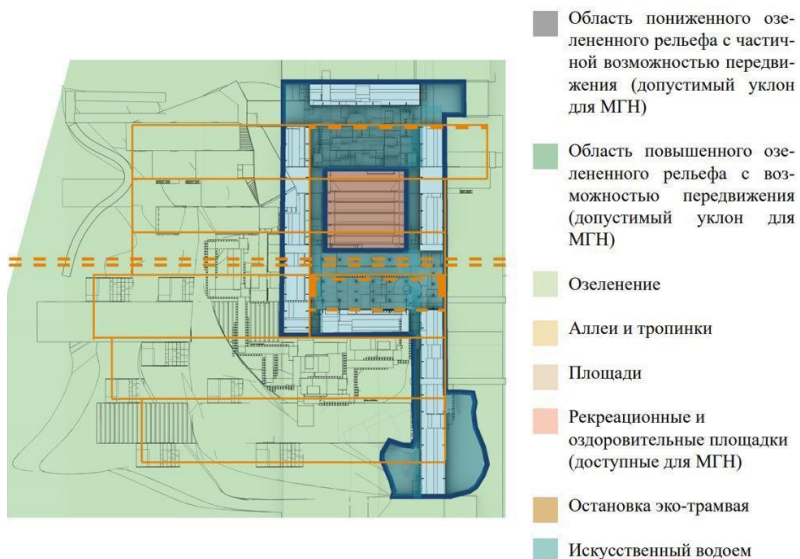 Область пониженного озе-
лененного рельефа с частич-
ной возможностью передви-
жения (допустимый уклон
для МГН)
Область повышенного озе-
лененного рельефа с воз-
можностью передвижения
(допустимый уклон для
МГН)
Озеленение
Аллеи и тропинки
Площади
Рекреационные и
оздоровительные площадки
(доступные для МГН)
Остановка эко-трамвая
Искусственный водоем